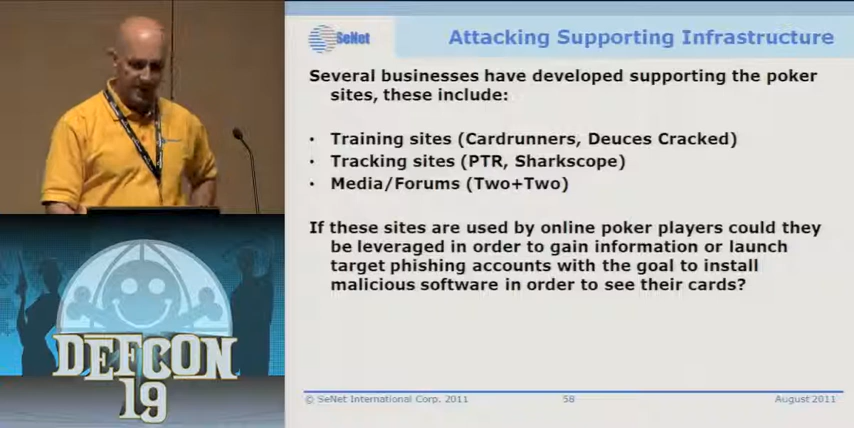 SeNet
Attacking Supporting Infrastructure
Several businesses have developed supporting the poker
sites, these include:
• Training sites (Cardrunners, Deuces Cracked)
• Tracking sites (PTR, Sharkscope)
• Media/Forums (Two+Two)
If these sites are used by online poker players could they
be leveraged in order to gain information or launch
target phishing accounts with the goal to install
malicious software in order to see their cards?
DEFCON
19
© SeNet International Corp. 2011
58
August 2011